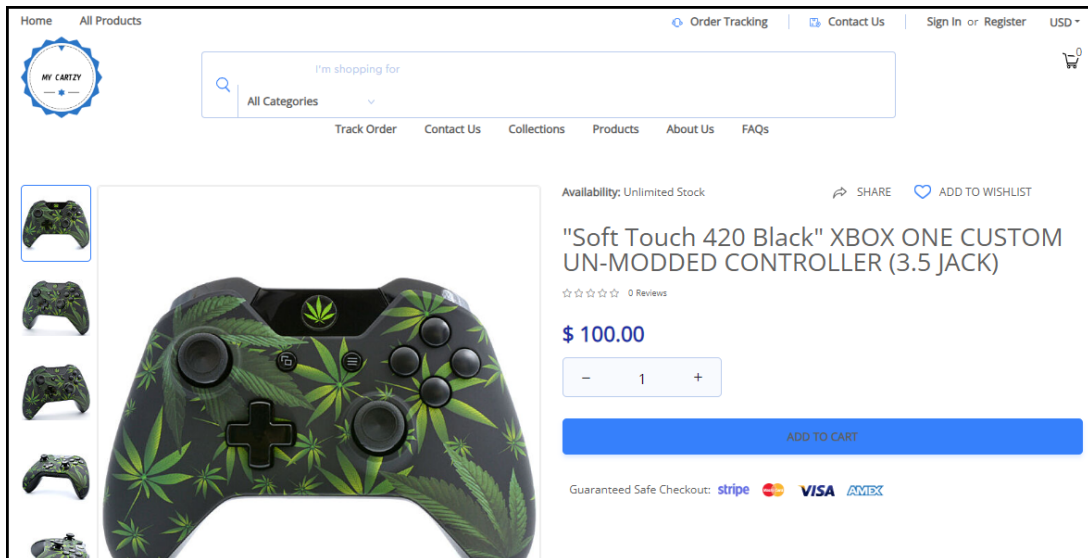 Home All Products Order Tracking Contact Us Sign In or Register USD
MY CARTZY
I'm shopping for
All Categories
0
Track Order Contact Us Collections Products About Us FAQs
Availability: Unlimited Stock SHARE ADD TO WISHLIST
"Soft Touch 420 Black" XBOX ONE CUSTOM
UN-MODDED CONTROLLER (3.5 JACK)
0 Reviews
$ 100.00
− 1 +
ADD TO CART
Guaranteed Safe Checkout: stripe VISA AMEX